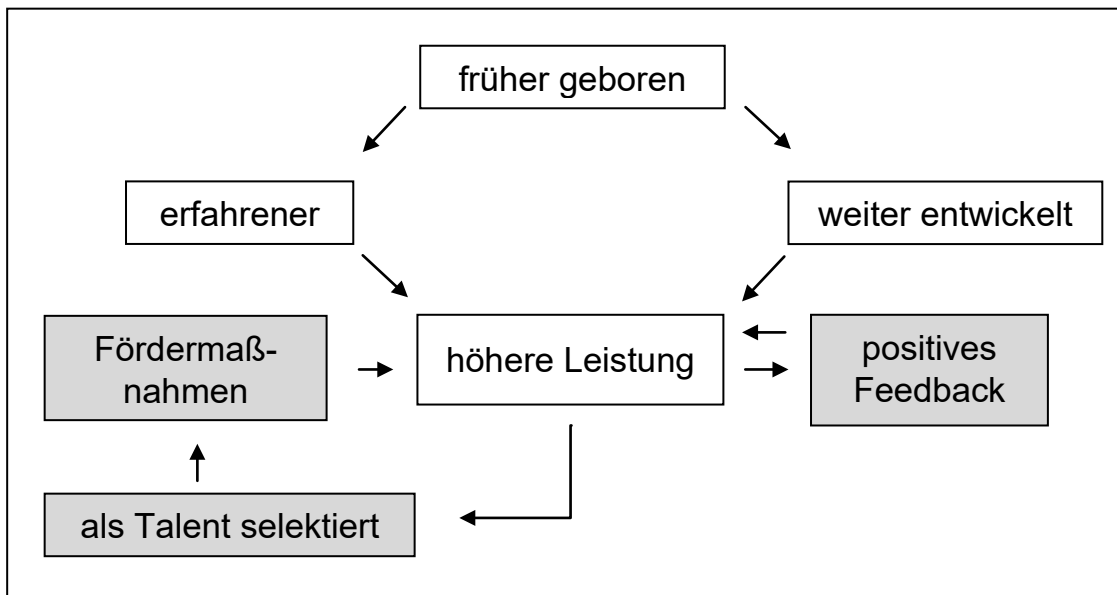 früher geboren
erfahrener
weiter entwickelt
Fördermaß-
nahmen
höhere Leistung
positives
Feedback
als Talent selektiert